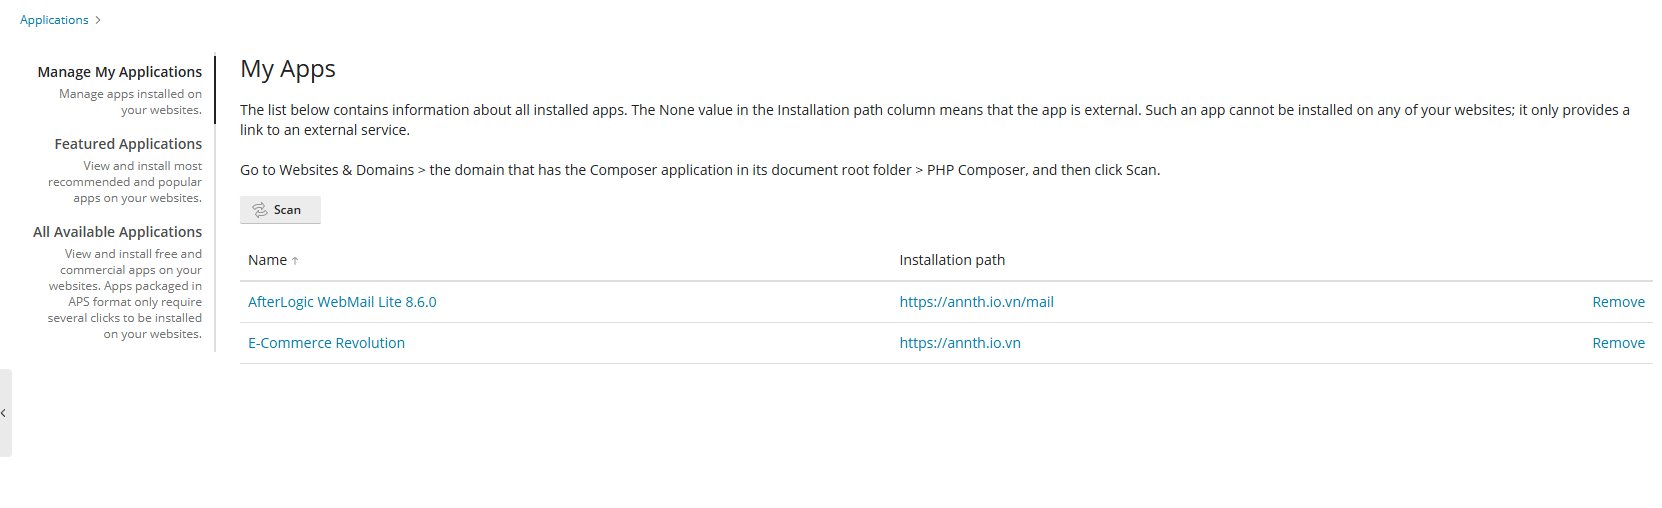 Applications >
Manage My Applications
Manage apps installed on
your websites.
Featured Applications
View and install most
recommended and popular
apps on your websites.
All Available Applications
View and install free and
commercial apps on your
websites. Apps packaged in
APS format only require
several clicks to be installed
on your websites.
My Apps
The list below contains information about all installed apps. The None value in the Installation path column means that the app is external. Such an app cannot be installed on any of your websites; it only provides a
link to an external service.
Go to Websites & Domains > the domain that has the Composer application in its document root folder > PHP Composer, and then click Scan.
Scan
Name ↑ Installation path
AfterLogic WebMail Lite 8.6.0 https://annth.io.vn/mail Remove
E-Commerce Revolution https://annth.io.vn Remove